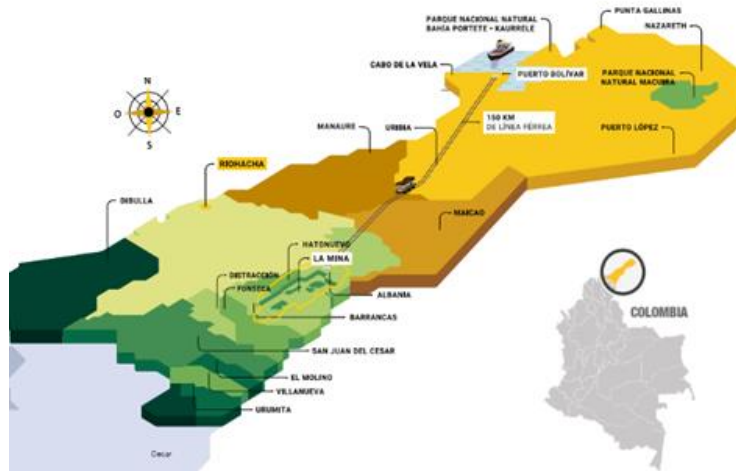 PUNTA GALLINAS
PARQUE NACIONAL NATURAL
BAHÍA PORTETE - KAURRELE
NAZARETH
CABO DE LA VELA
PUERTO BOLÍVAR
PARQUE NACIONAL
NATURAL MACUIRA
N
O
E
S
150 KM
DE LÍNEA FÉRREA
MANAURE
URIBIA
PUERTO LÓPEZ
RIOHACHA
DIBULLA
MAICAO
HATONUEVO
LA MINA
DISTRACCIÓN
FONSECA
ALBANIA
BARRANCAS
COLOMBIA
SAN JUAN DEL CESAR
EL MOLINO
VILLANUEVA
URUMITA
Cesar